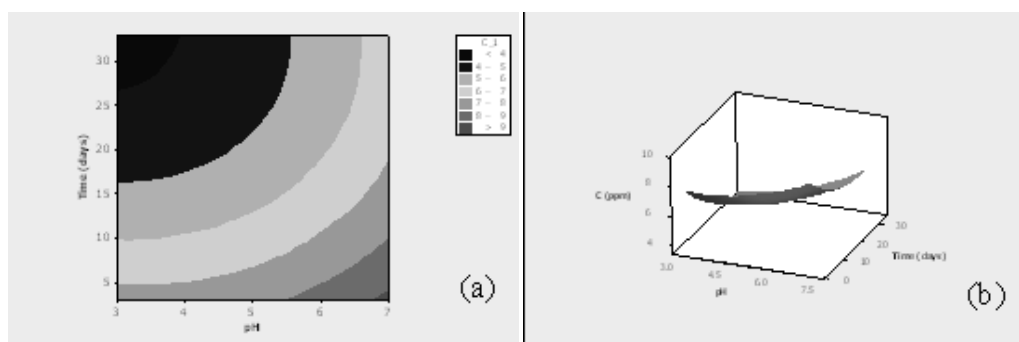 30
25
20
15
10
5
3
4
5
6
7
Time (days)
pH
C_1
< 4
4 – 5
5 – 6
6 – 7
7 – 8
8 – 9
> 9
(a)
10
8
6
4
C (ppm)
3.0
4.5
6.0
7.5
pH
0
10
20
30
Time (days)
(b)